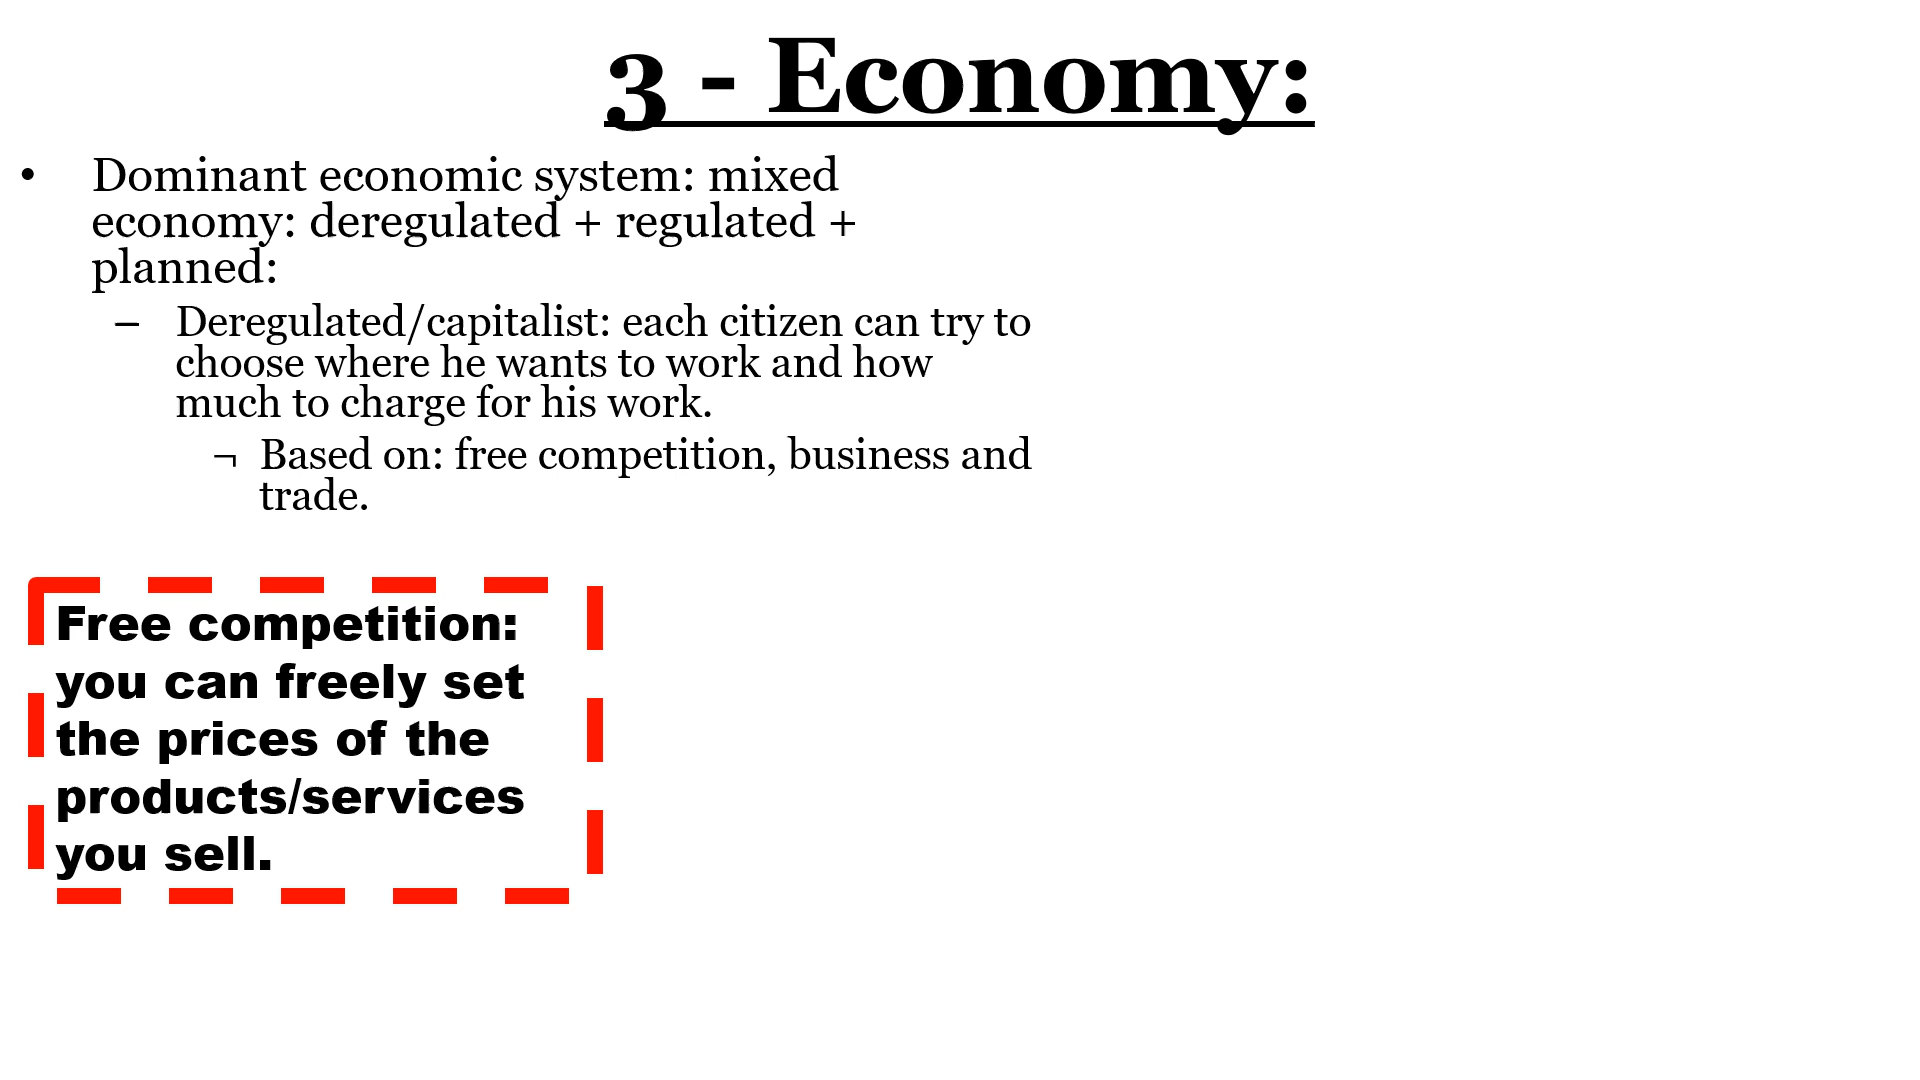 3 - Economy:
• Dominant economic system: mixed
economy: deregulated + regulated +
planned:
– Deregulated/capitalist: each citizen can try to
choose where he wants to work and how
much to charge for his work.
¬ Based on: free competition, business and
trade.
Free competition:
you can freely set
the prices of the
products/services
you sell.